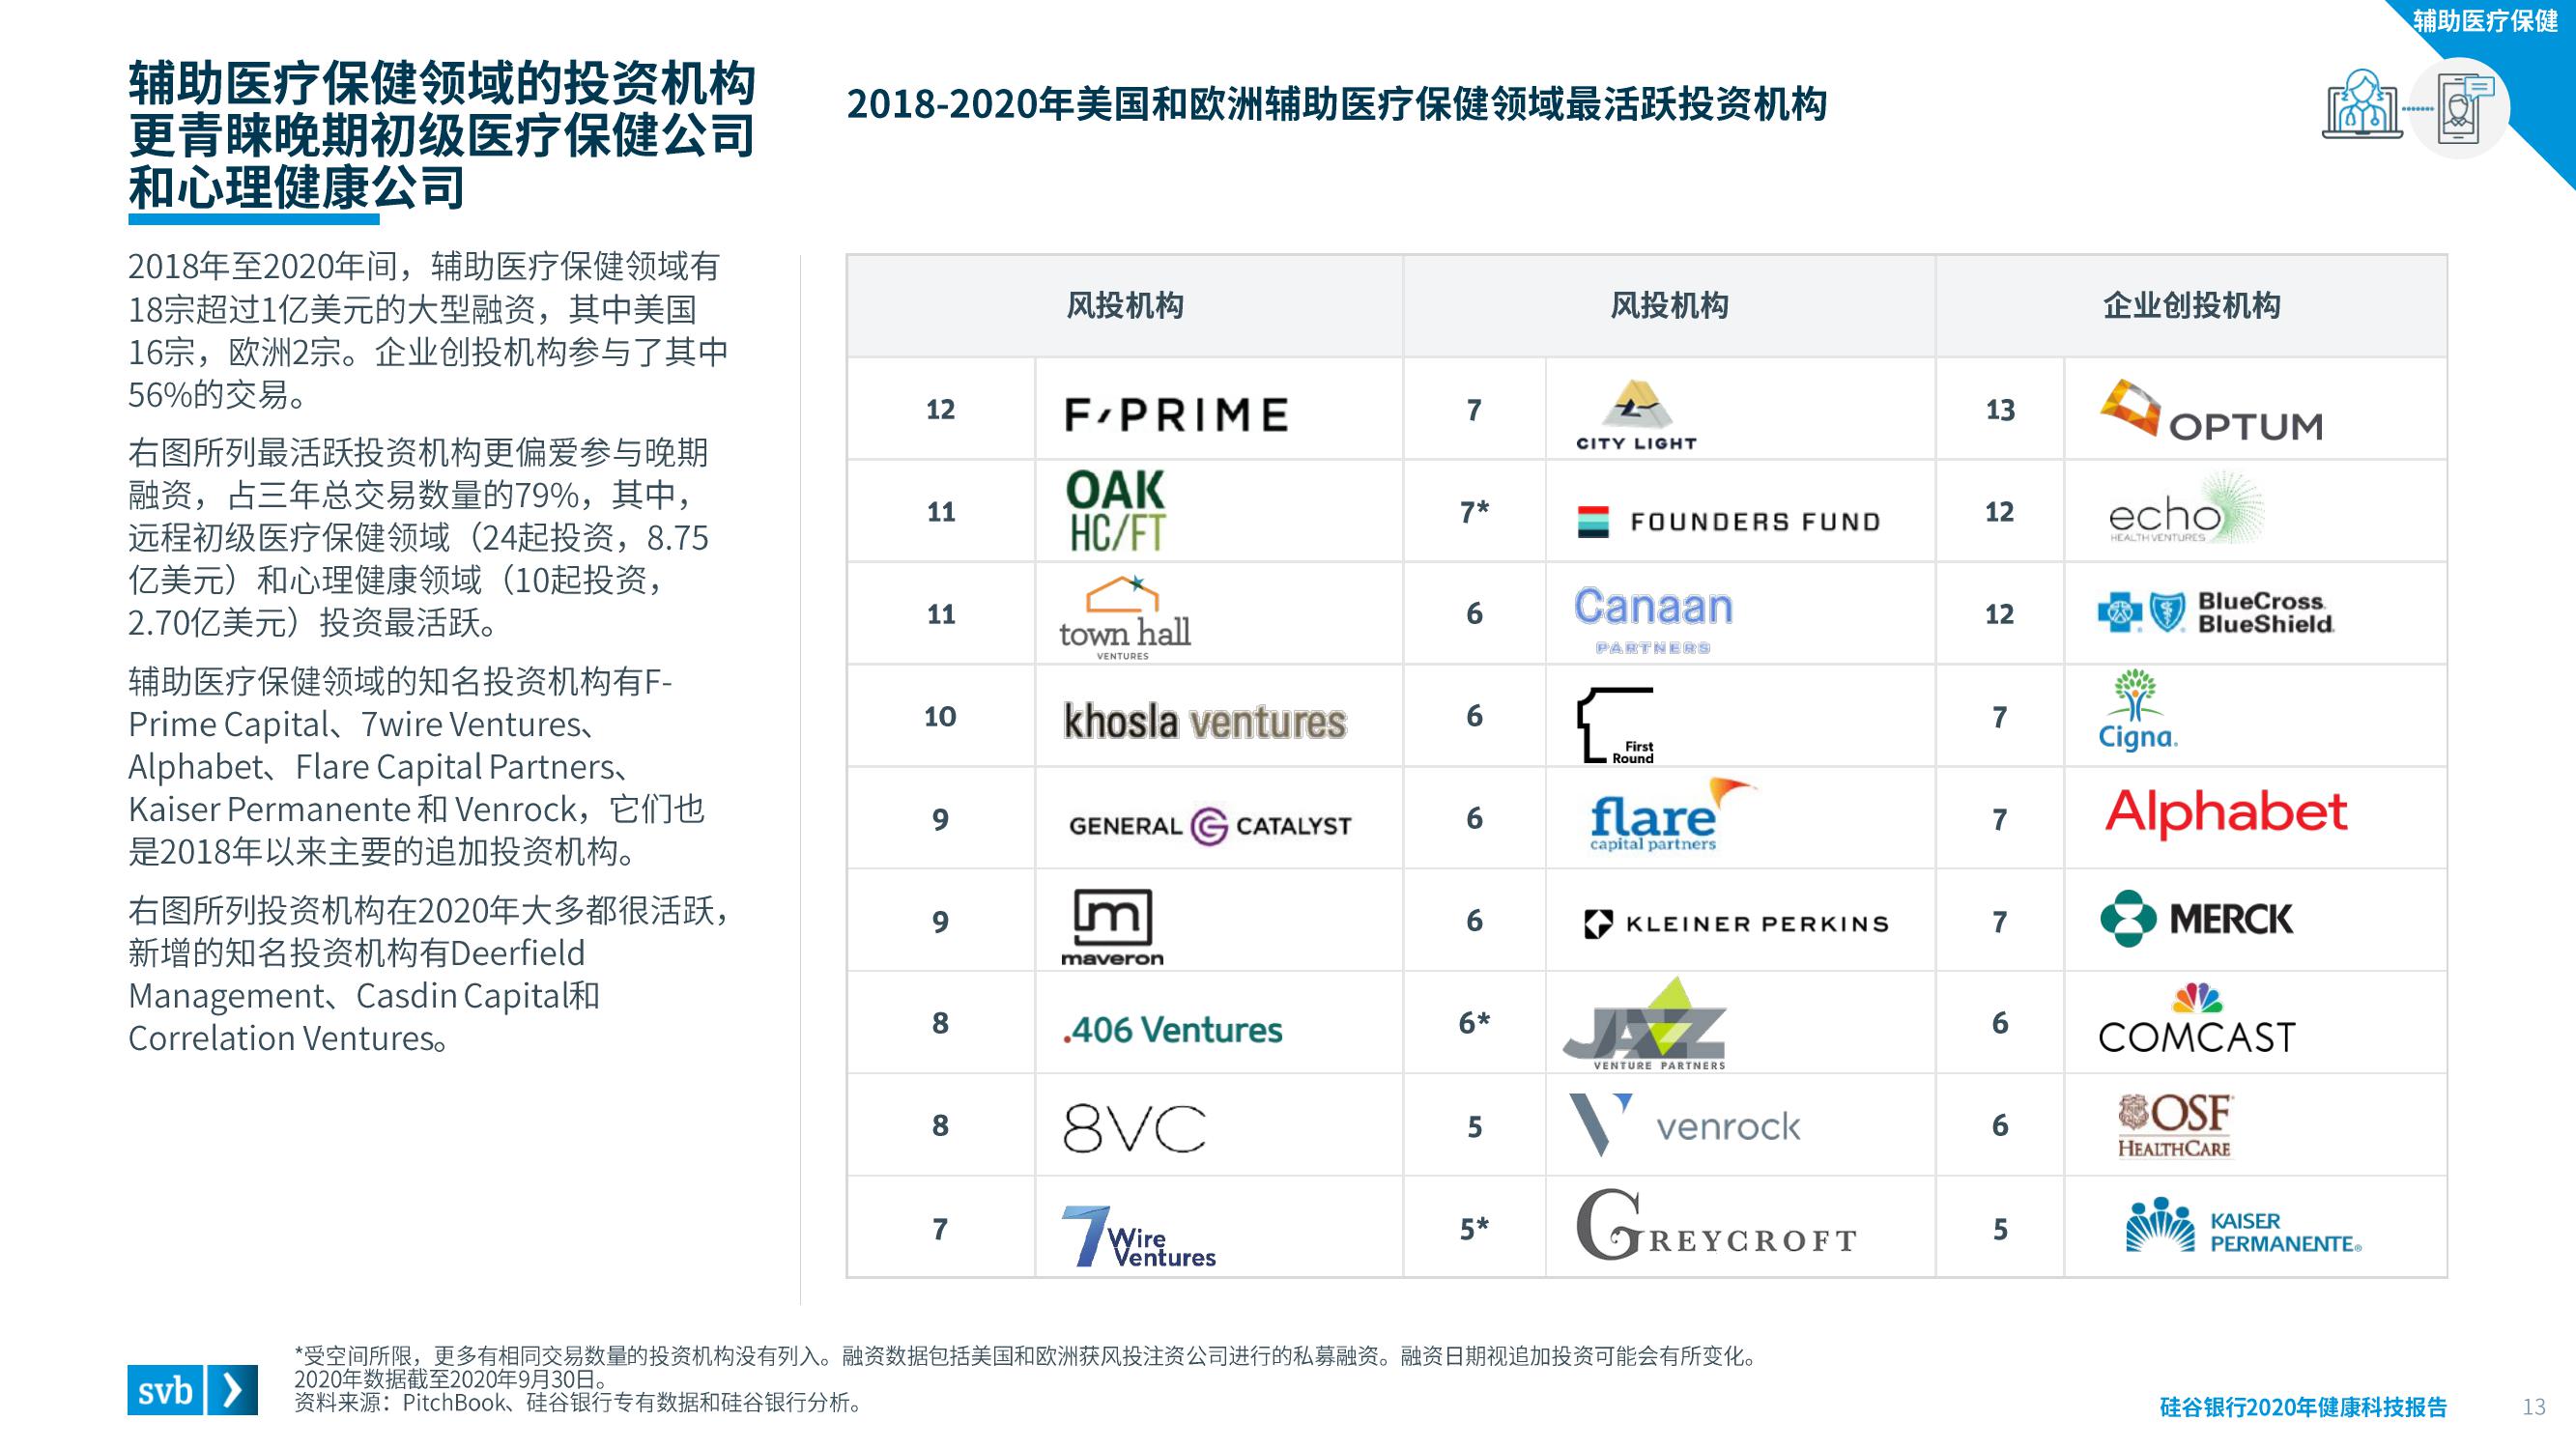 辅助医疗保健
辅助医疗保健领域的投资机构
更青睐晚期初级医疗保健公司
和心理健康公司
2018年至2020年间，辅助医疗保健领域有
18宗超过1亿美元的大型融资，其中美国
16宗，欧洲2宗。企业创投机构参与了其中
56%的交易。
右图所列最活跃投资机构更偏爱参与晚期
融资，占三年总交易数量的79%，其中，
远程初级医疗保健领域（24起投资，8.75
亿美元）和心理健康领域（10起投资，
2.70亿美元）投资最活跃。
辅助医疗保健领域的知名投资机构有F-
Prime Capital、7wire Ventures、
Alphabet、Flare Capital Partners、
Kaiser Permanente 和 Venrock，它们也
是2018年以来主要的追加投资机构。
右图所列投资机构在2020年大多都很活跃，
新增的知名投资机构有Deerfield
Management、Casdin Capital和
Correlation Ventures。
2018-2020年美国和欧洲辅助医疗保健领域最活跃投资机构
风投机构 风投机构 企业创投机构
12 F-PRIME 7 CITY LIGHT 13 OPTUM
11 OAK HC/FT 7* FOUNDERS FUND 12 echo HEALTH VENTURES
11 town hall VENTURES 6 Canaan PARTNERS 12 BlueCross BlueShield
10 khosla ventures 6 First Round 7 Cigna
9 GENERAL CATALYST 6 flare capital partners 7 Alphabet
9 maveron 6 KLEINER PERKINS 7 MERCK
8 .406 Ventures 6* JAZZ VENTURE PARTNERS 6 COMCAST
8 8VC 5 venrock 6 OSF HEALTHCARE
7 7 Wire Ventures 5* GREYCROFT 5 KAISER PERMANENTE®
*受空间所限，更多有相同交易数量的投资机构没有列入。融资数据包括美国和欧洲获风投注资公司进行的私募融资。融资日期视追加投资可能会有所变化。
2020年数据截至2020年9月30日。
资料来源：PitchBook、硅谷银行专有数据和硅谷银行分析。
svb
硅谷银行2020年健康科技报告 13